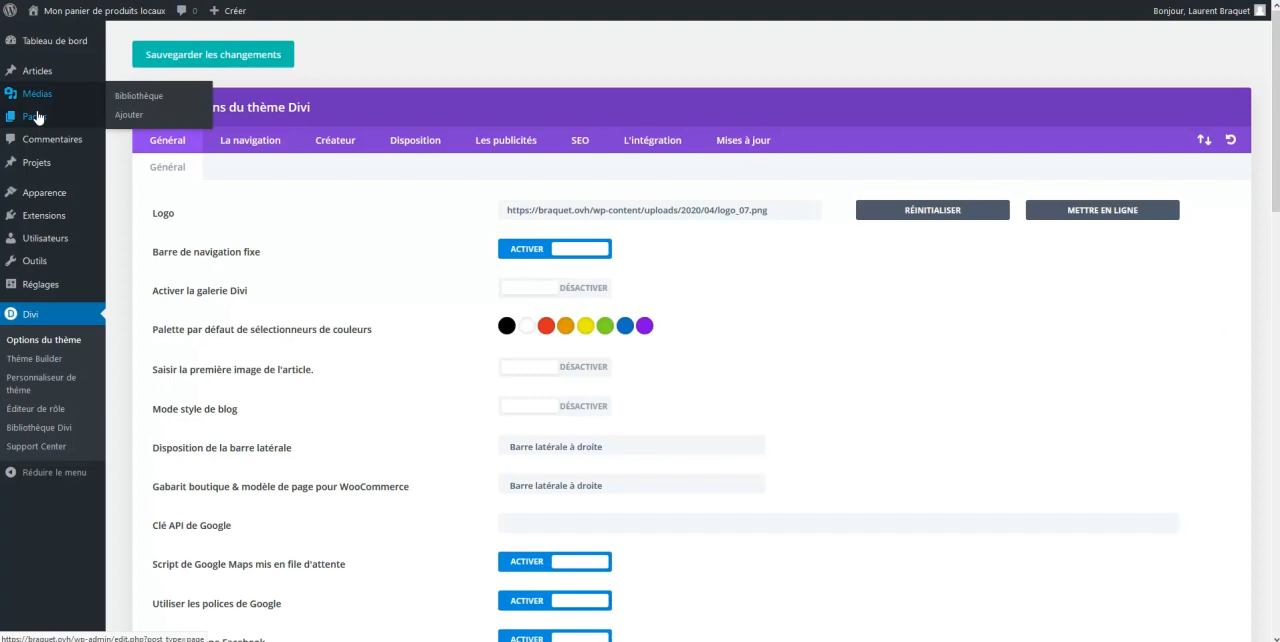 Mon panier de produits locaux 0 Créer Bonjour, Laurent Braquet
Tableau de bord
Articles
Médias
Bibliothèque
Ajouter
Commentaires
Projets
Apparence
Extensions
Utilisateurs
Outils
Réglages
Divi
Options du thème
Thème Builder
Personnaliseur de
thème
Éditeur de rôle
Bibliothèque Divi
Support Center
Réduire le menu
Sauvegarder les changements
ns du thème Divi
Général La navigation Créateur Disposition Les publicités SEO L'intégration Mises à jour
Général
Logo https://braquet.ovh/wp-content/uploads/2020/04/logo_07.png RÉINITIALISER METTRE EN LIGNE
Barre de navigation fixe ACTIVER
Activer la galerie Divi DÉSACTIVER
Palette par défaut de sélectionneurs de couleurs
Saisir la première image de l'article. DÉSACTIVER
Mode style de blog DÉSACTIVER
Disposition de la barre latérale Barre latérale à droite
Gabarit boutique & modèle de page pour WooCommerce Barre latérale à droite
Clé API de Google
Script de Google Maps mis en file d'attente ACTIVER
Utiliser les polices de Google ACTIVER
Facebook ACTIVER
https://braquet.ovh/wp-admin/edit.php?post_type=page